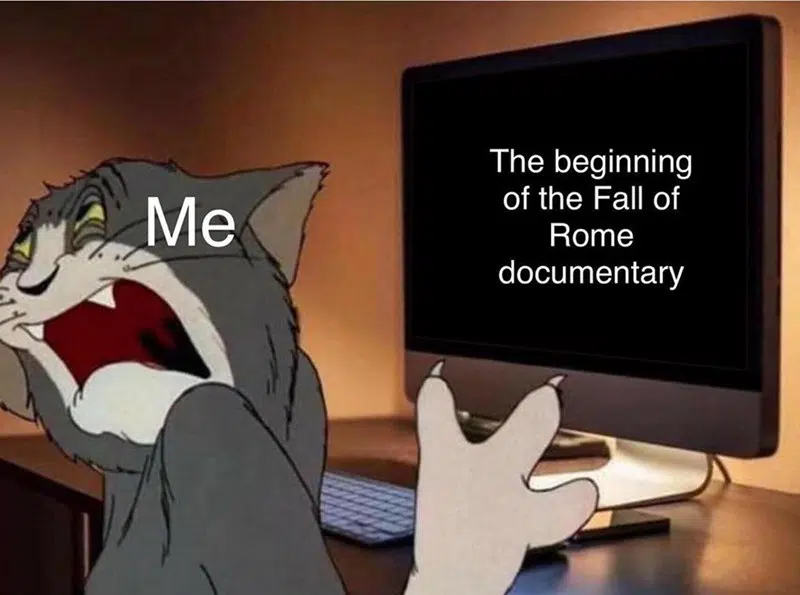 Me
The beginning
of the Fall of
Rome
documentary